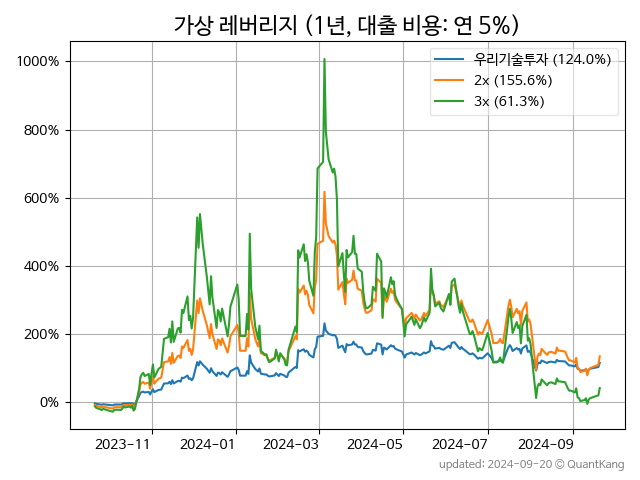 가상 레버리지 (1년, 대출 비용: 연 5%)
1000%
800%
600%
400%
200%
0%
우리기술투자 (124.0%)
2x (155.6%)
3x (61.3%)
2023-11
2024-01
2024-03
2024-05
2024-07
2024-09
updated: 2024-09-20 © QuantKang